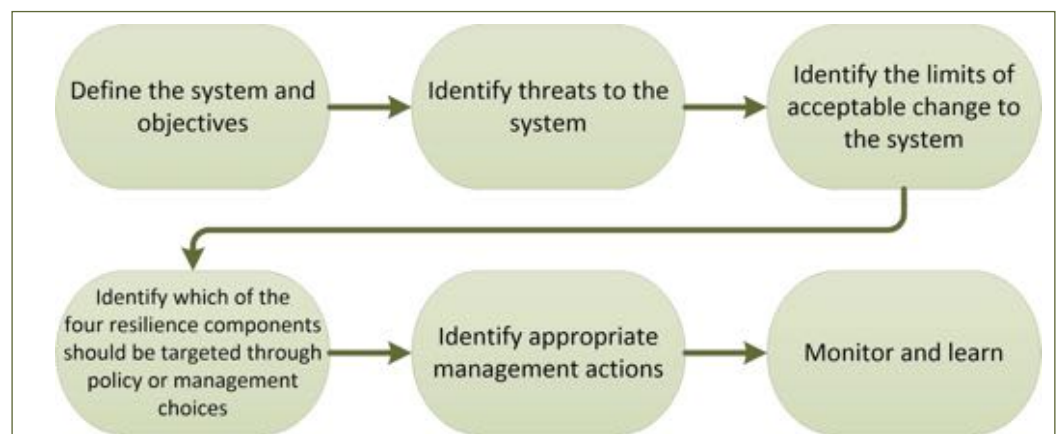 Define the system and
objectives
Identify threats to the
system
Identify the limits of
acceptable change to
the system
Identify which of the
four resilience components
should be targeted through
policy or management
choices
Identify appropriate
management actions
Monitor and learn